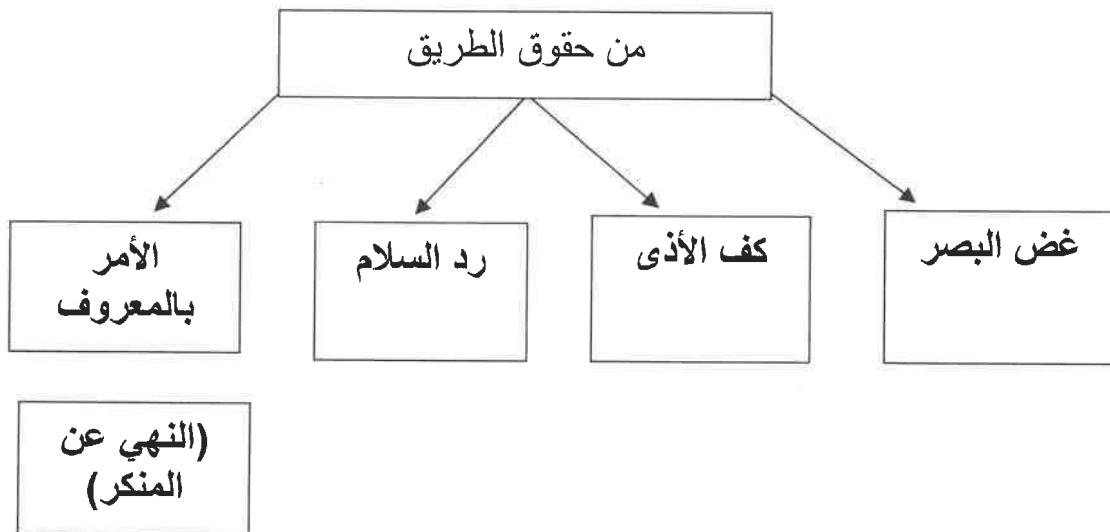 من حقوق الطريق
غض البصر
كف الأذى
رد السلام
الأمر
بالمعروف
(النهي عن
المنكر)